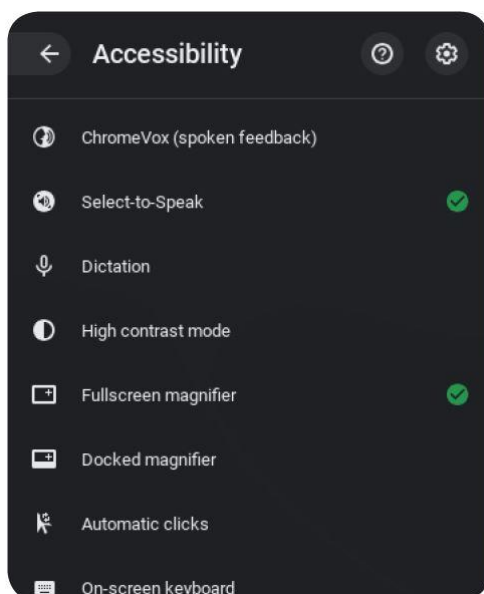 Accessibility
ChromeVox (spoken feedback)
Select-to-Speak
Dictation
High contrast mode
Fullscreen magnifier
Docked magnifier
Automatic clicks
On-screen keyboard